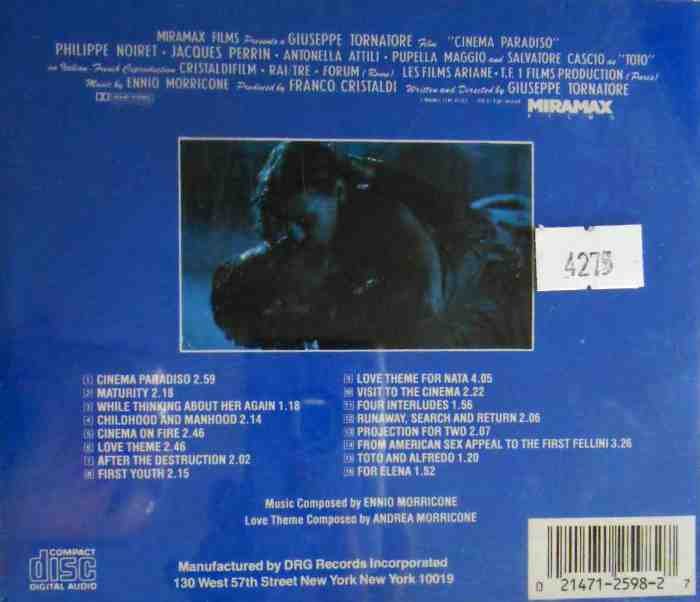 MIRAMAX FILMS Presents a GIUSEPPE TORNATORE Film "CINEMA PARADISO"
PHILIPPE NOIRET · JACQUES PERRIN · ANTONELLA ATTILI · PUPELLA MAGGIO and SALVATORE CASCIO as "TOTO"
an Italian-French Coproduction CRISTALDIFILM · RAI-TRE · FORUM (Rome) LES FILMS ARIANE · T.F. 1 FILMS PRODUCTION (Paris)
Music by ENNIO MORRICONE Produced by FRANCO CRISTALDI Written and Directed by GIUSEPPE TORNATORE
MIRAMAX
FILMS
4275
1 CINEMA PARADISO 2.59
2 MATURITY 2.18
3 WHILE THINKING ABOUT HER AGAIN 1.18
4 CHILDHOOD AND MANHOOD 2.14
5 CINEMA ON FIRE 2.46
6 LOVE THEME 2.46
7 AFTER THE DESTRUCTION 2.02
8 FIRST YOUTH 2.15
9 LOVE THEME FOR NATA 4.05
10 VISIT TO THE CINEMA 2.22
11 FOUR INTERLUDES 1.56
12 RUNAWAY, SEARCH AND RETURN 2.06
13 PROJECTION FOR TWO 2.07
14 FROM AMERICAN SEX APPEAL TO THE FIRST FELLINI 3.26
15 TOTO AND ALFREDO 1.20
16 FOR ELENA 1.52
Music Composed by ENNIO MORRICONE
Love Theme Composed by ANDREA MORRICONE
COMPACT
disc
DIGITAL AUDIO
Manufactured by DRG Records Incorporated
130 West 57th Street New York New York 10019
0 21471-2598-2 7